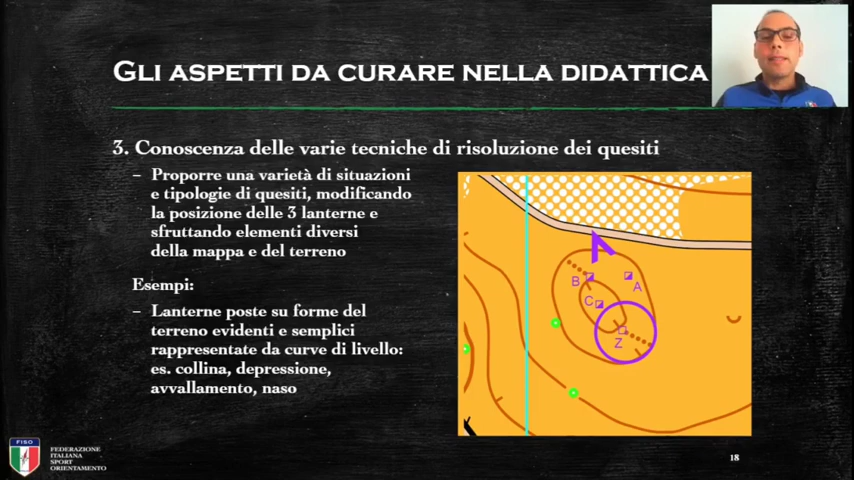 GLI ASPETTI DA CURARE NELLA DIDATTICA
3. Conoscenza delle varie tecniche di risoluzione dei quesiti
– Proporre una varietà di situazioni
e tipologie di quesiti, modificando
la posizione delle 3 lanterne e
sfruttando elementi diversi
della mappa e del terreno
Esempi:
– Lanterne poste su forme del
terreno evidenti e semplici
rappresentate da curve di livello:
es. collina, depressione,
avvallamento, naso
B
A
C
Z
FISO
FEDERAZIONE
ITALIANA
SPORT
ORIENTAMENTO
18